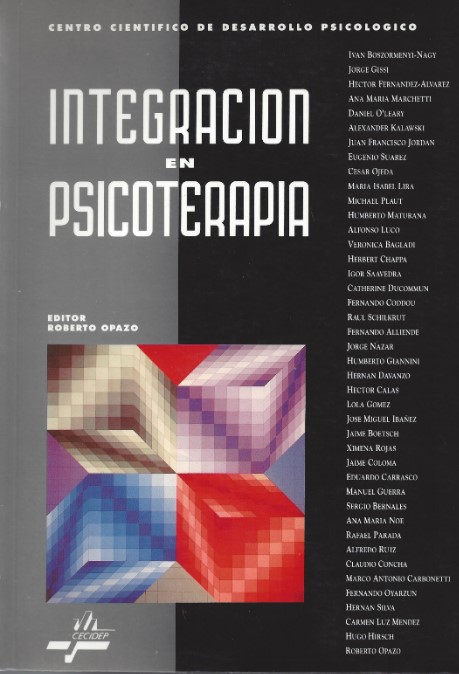 CENTRO CIENTIFICO DE DESARROLLO PSICOLOGICO
INTEGRACION
EN
PSICOTERAPIA
EDITOR
ROBERTO OPAZO
IVAN BOSZORMENYI-NAGY
JORGE GISSI
HECTOR FERNANDEZ-ALVAREZ
ANA MARIA MARCHETTI
DANIEL O'LEARY
ALEXANDER KALAWSKI
JUAN FRANCISCO JORDAN
EUGENIO SUAREZ
CESAR OJEDA
MARIA ISABEL LIRA
MICHAEL PLAUT
HUMBERTO MATURANA
ALFONSO LUCO
VERONICA BAGLADI
HERBERT CHAPPA
IGOR SAAVEDRA
CATHERINE DUCOMMUN
FERNANDO CODDOU
RAUL SCHILKRUT
FERNANDO ALLIENDE
JORGE NAZAR
HUMBERTO GIANNINI
HERNAN DAVANZO
HECTOR CALAS
LOLA GOMEZ
JOSE MIGUEL IBAÑEZ
JAIME BOETSCH
XIMENA ROJAS
JAIME COLOMA
EDUARDO CARRASCO
MANUEL GUERRA
SERGIO BERNALES
ANA MARIA NOE
RAFAEL PARADA
ALFREDO RUIZ
CLAUDIO CONCHA
MARCO ANTONIO CARBONETTI
FERNANDO OYARZUN
HERNAN SILVA
CARMEN LUZ MENDEZ
HUGO HIRSCH
ROBERTO OPAZO
CECIDEP